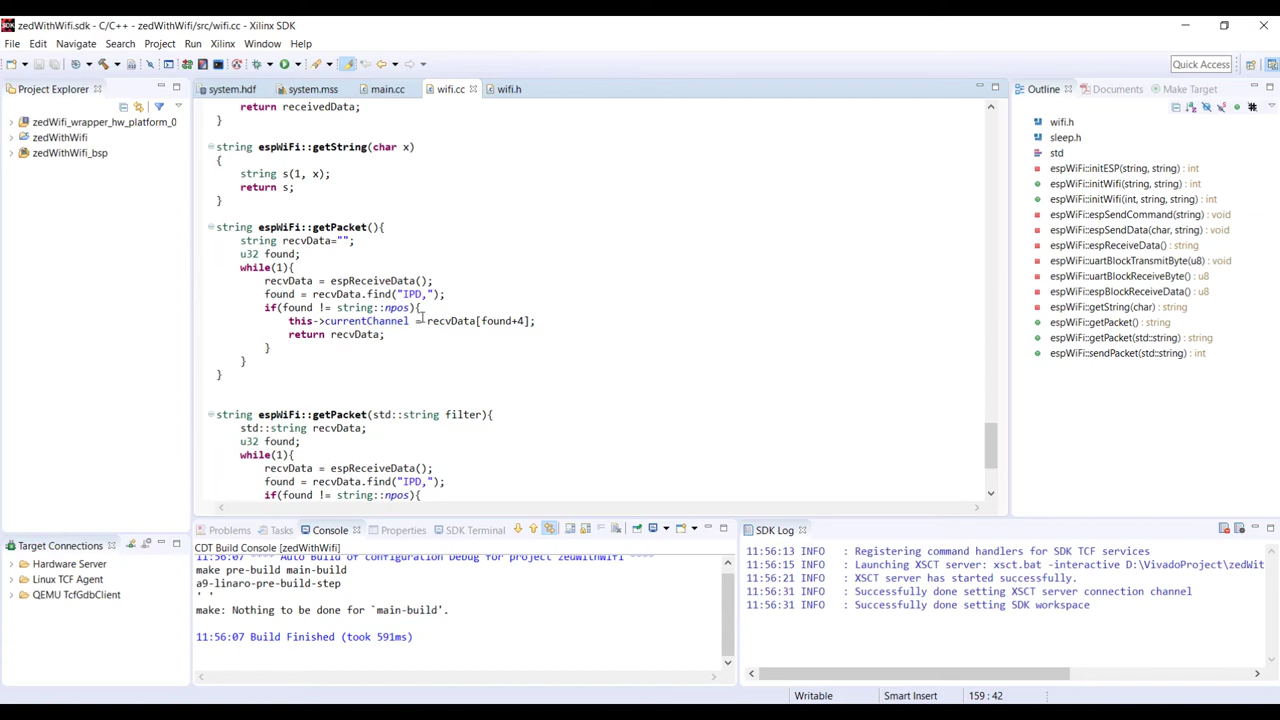 zedWithWifi.sdk - C/C++ - zedWithWifi/src/wifi.cc - Xilinx SDK
File Edit Navigate Search Project Run Xilinx Window Help
Quick Access
Project Explorer
zedWifi_wrapper_hw_platform_0
zedWithWifi
zedWithWifi_bsp
system.hdf system.mss main.cc wifi.cc wifi.h
return receivedData;
}
string espWiFi::getString(char x)
{
string s(1, x);
return s;
}
string espWiFi::getPacket(){
string recvData="";
u32 found;
while(1){
recvData = espReceiveData();
found = recvData.find("IPD,");
if(found != string::npos){
this->currentChannel = recvData[found+4];
return recvData;
}
}
}
string espWiFi::getPacket(std::string filter){
std::string recvData;
u32 found;
while(1){
recvData = espReceiveData();
found = recvData.find("IPD,");
if(found != string::npos){
Outline Documents Make Target
wifi.h
sleep.h
std
espWiFi::initESP(string, string) : int
espWiFi::initWifi(string, string) : int
espWiFi::initWifi(int, string, string) : int
espWiFi::espSendCommand(string) : void
espWiFi::espSendData(char, string) : void
espWiFi::espReceiveData() : string
espWiFi::uartBlockTransmitByte(u8) : void
espWiFi::uartBlockReceiveByte() : u8
espWiFi::espBlockReceiveData() : u8
espWiFi::getString(char) : string
espWiFi::getPacket() : string
espWiFi::getPacket(std::string) : string
espWiFi::sendPacket(std::string) : int
Target Connections
Hardware Server
Linux TCF Agent
QEMU TcfGdbClient
Problems Tasks Console Properties SDK Terminal
CDT Build Console [zedWithWifi]
11:56:07 **** Auto Build of configuration Debug for project zedWithWifi ****
make pre-build main-build
a9-linaro-pre-build-step
' '
make: Nothing to be done for `main-build'.
11:56:07 Build Finished (took 591ms)
SDK Log
11:56:13 INFO : Registering command handlers for SDK TCF services
11:56:15 INFO : Launching XSCT server: xsct.bat -interactive D:\VivadoProject\zedWit
11:56:21 INFO : XSCT server has started successfully.
11:56:31 INFO : Successfully done setting XSCT server connection channel
11:56:31 INFO : Successfully done setting SDK workspace
Writable Smart Insert 159 : 42